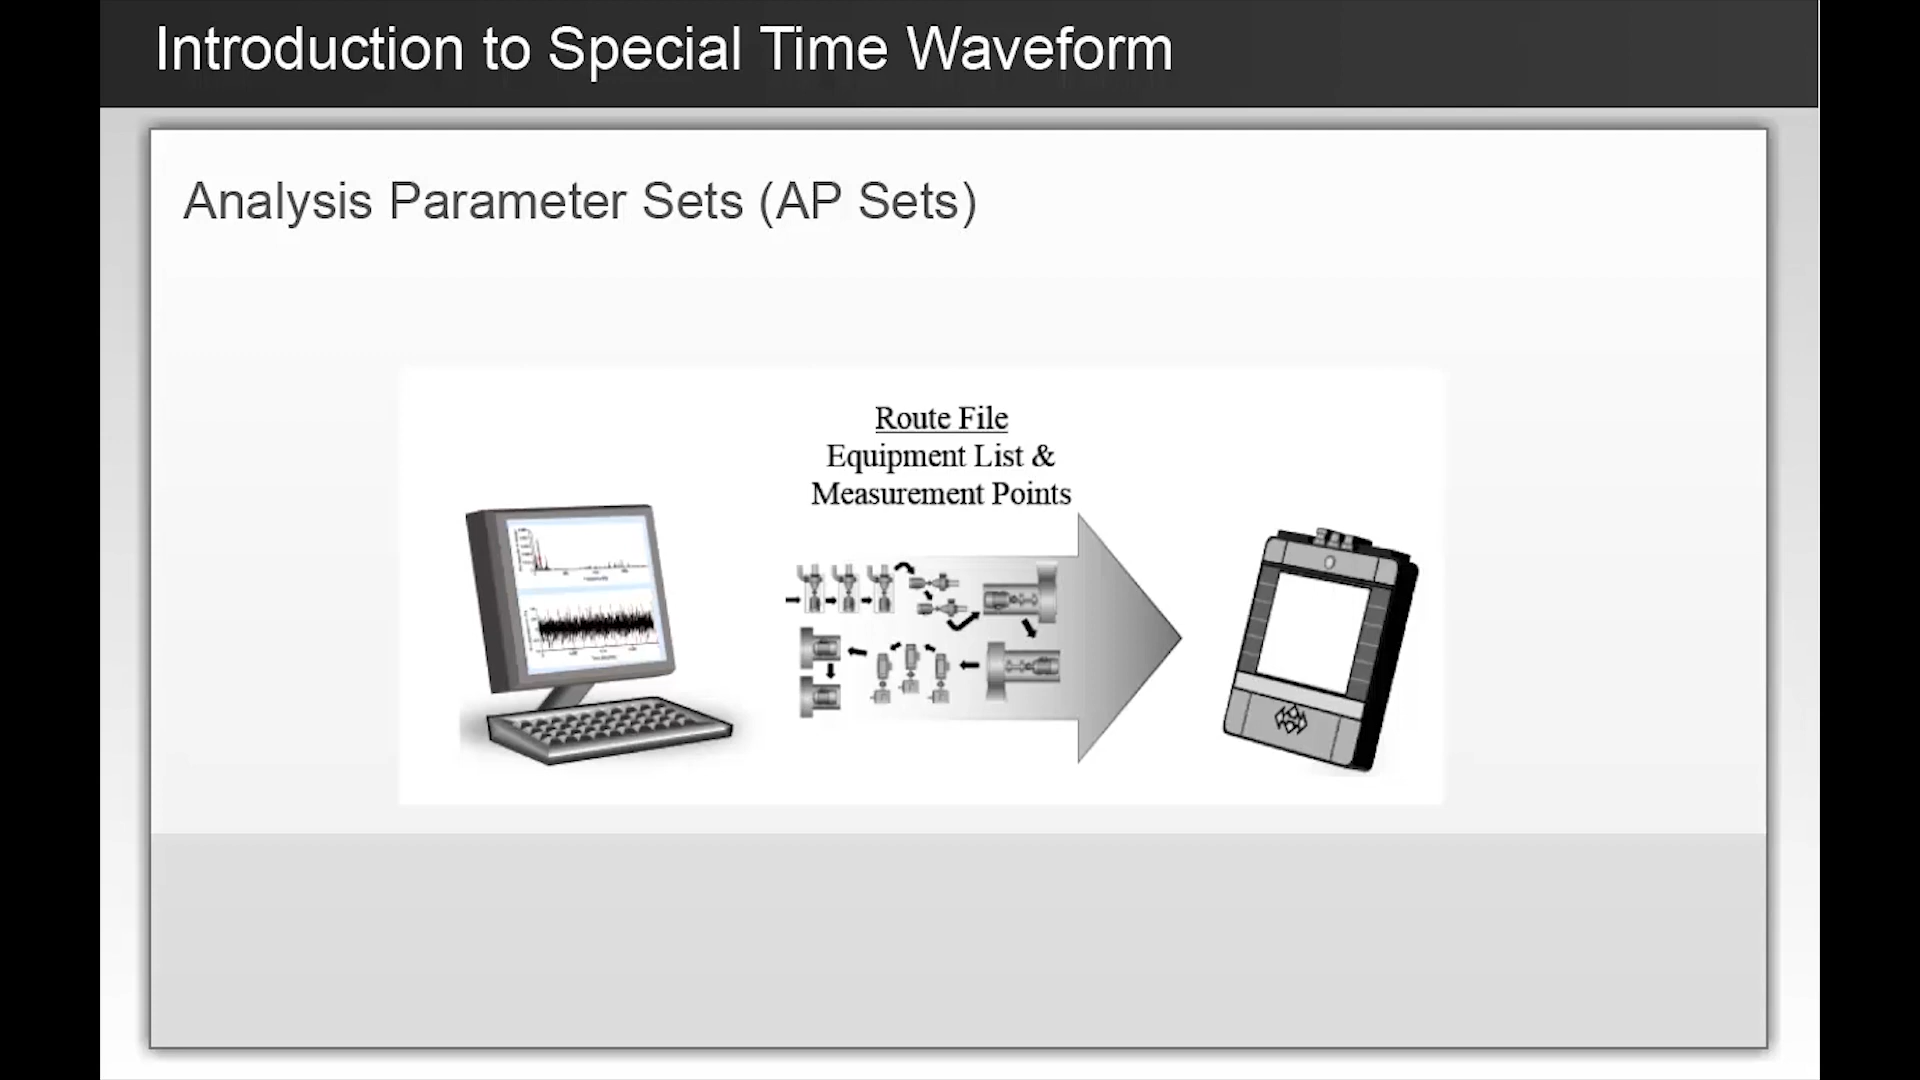 Introduction to Special Time Waveform
Analysis Parameter Sets (AP Sets)
Route File
Equipment List &
Measurement Points